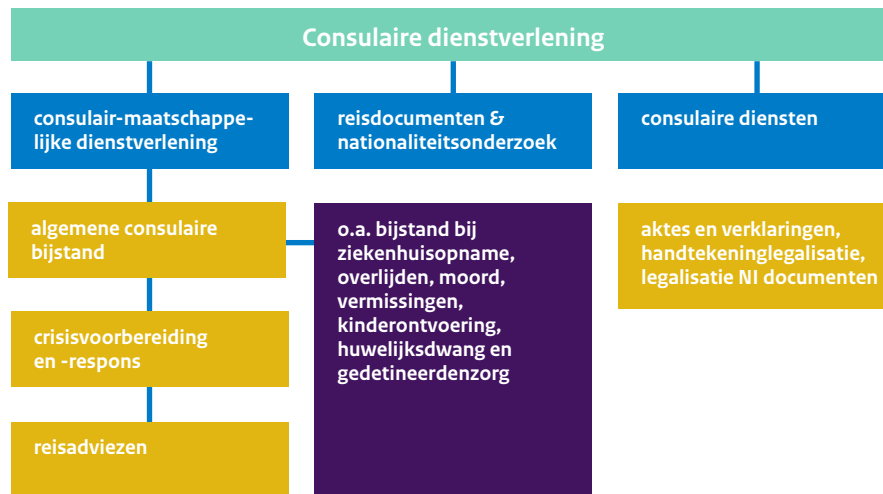 Consulaire dienstverlening
consulair-maatschappe-
lijke dienstverlening
reisdocumenten &
nationaliteitsonderzoek
consulaire diensten
algemene consulaire
bijstand
o.a. bijstand bij
ziekenhuisopname,
overlijden, moord,
vermissingen,
kinderontvoering,
huwelijksdwang en
gedetineerdenzorg
aktes en verklaringen,
handtekeninglegalisatie,
legalisatie NI documenten
crisisvoorbereiding
en -respons
reisadviezen